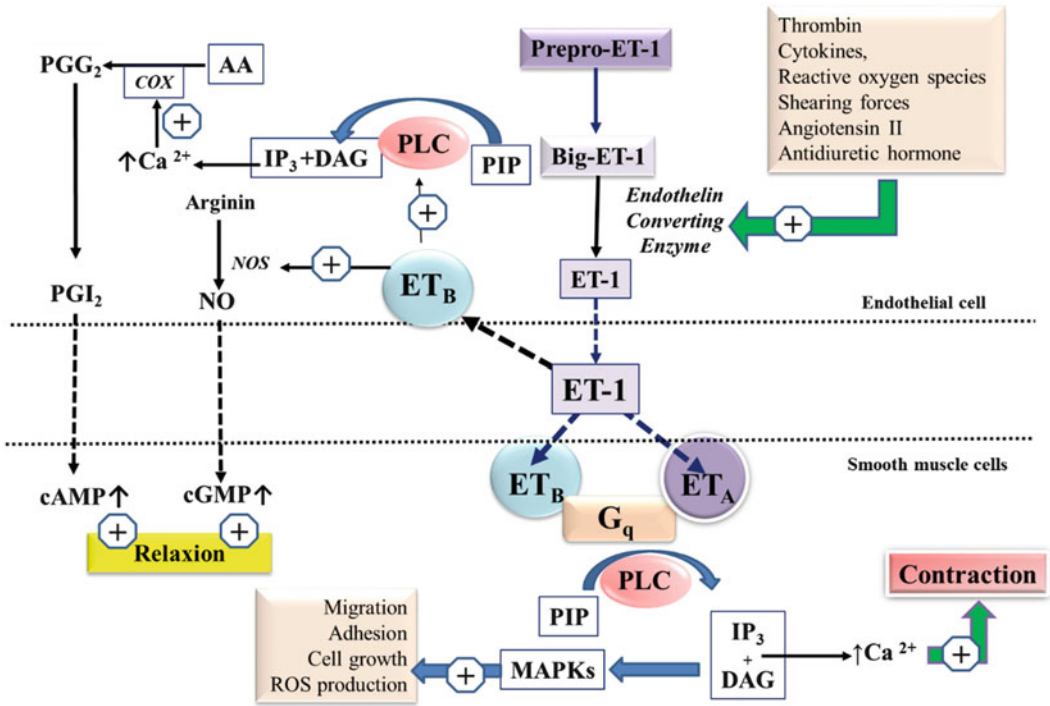 Prepro-ET-1
Thrombin
Cytokines,
Reactive oxygen species
Shearing forces
Angiotensin II
Antidiuretic hormone
PGG2
COX
AA
+
↑Ca 2+
IP3+DAG
PLC
PIP
Big-ET-1
Endothelin
Converting
Enzyme
+
Arginin
+
NOS
+
ETB
ET-1
PGI2
NO
Endothelial cell
ET-1
Smooth muscle cells
ETB
ETA
Gq
cAMP↑
cGMP↑
+
+
Relaxion
PLC
PIP
Contraction
Migration
Adhesion
Cell growth
ROS production
+
MAPKs
IP3
+
DAG
↑Ca 2+
+